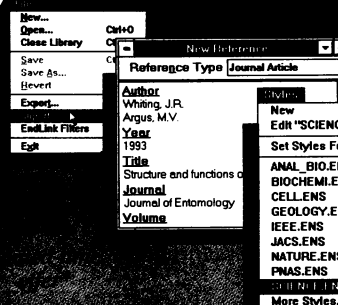 New...
Open... Ctrl+O
Close Library
Save
Save As...
Revert
Export...
EndLink Filters
Exit
New Reference
Reference Type Journal Article
Author
Whiting, J.R.
Argus, M.V.
Year
1993
Title
Structure and functions o
Journal
Journal of Entomology
Volume
Styles
New
Edit "SCIENC
Set Styles F
ANAL_BIO.E
BIOCHEMI.E
CELL.ENS
GEOLOGY.E
IEEE.ENS
JACS.ENS
NATURE.ENS
PNAS.ENS
SCIENCE.EN
More Styles.